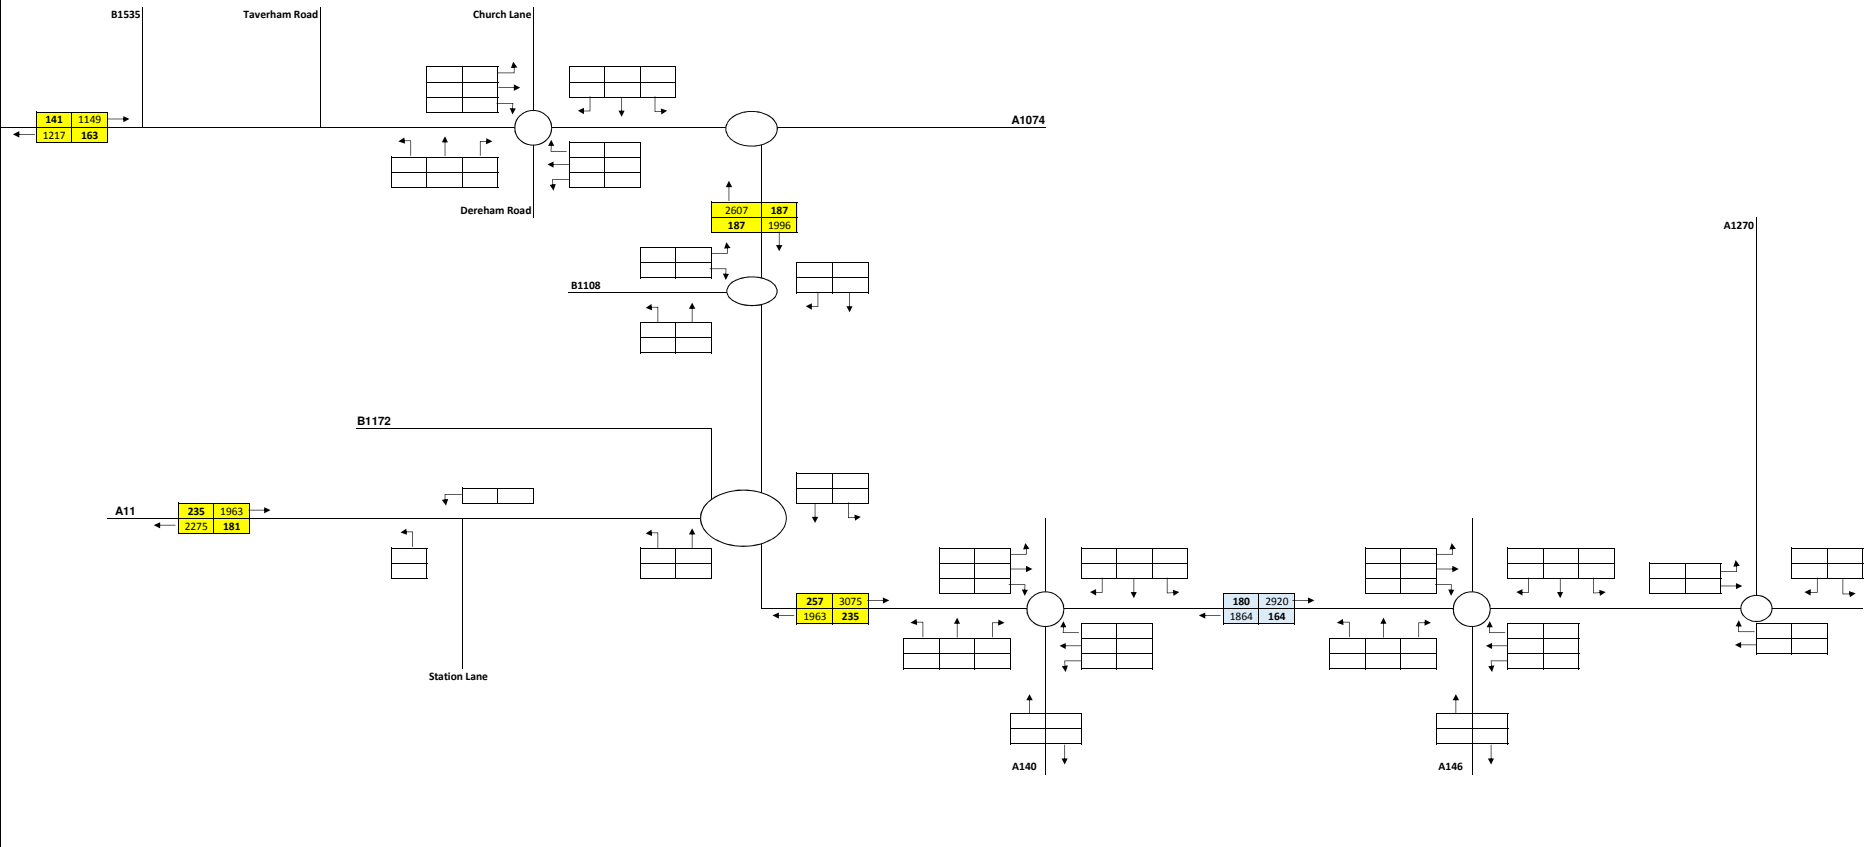 B1535 Taverham Road Church Lane
141 1149
1217 163
A1074
Dereham Road
2607 187
187 1996
A1270
B1108
B1172
A11
235 1963
2275 181
257 3075
1963 235
180 2920
1864 164
Station Lane
A140
A146